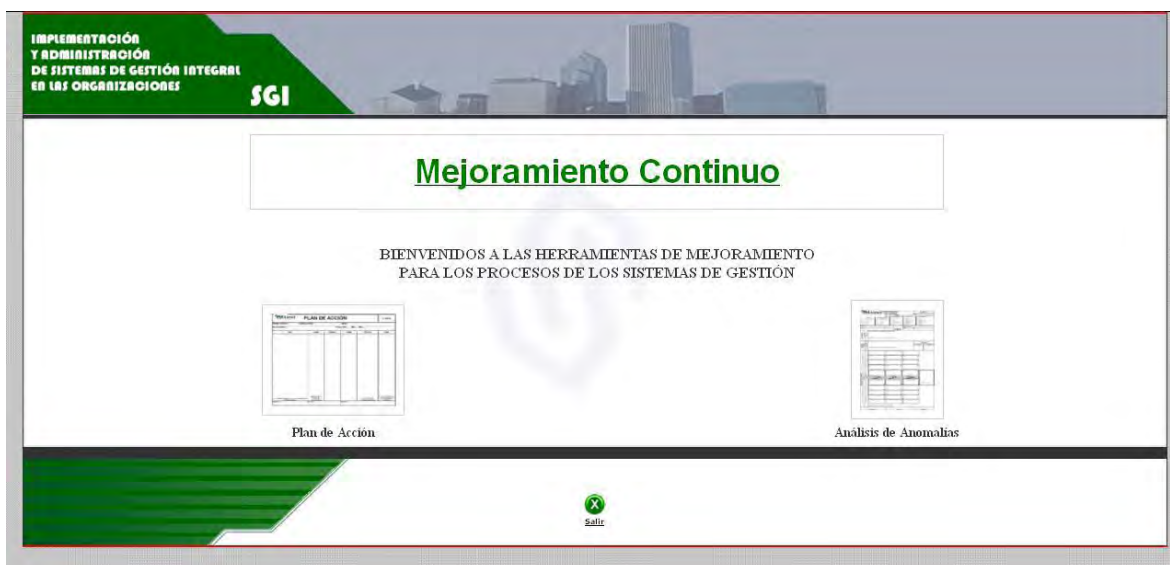 IMPLEMENTACIÓN
Y ADMINISTRACIÓN
DE SISTEMAS DE GESTIÓN INTEGRAL
EN LAS ORGANIZACIONES
SGI
Mejoramiento Continuo
BIENVENIDOS A LAS HERRAMIENTAS DE MEJORAMIENTO
PARA LOS PROCESOS DE LOS SISTEMAS DE GESTIÓN
PLAN DE ACCIÓN
Plan de Acción
Análisis de Anomalías
X
Salir